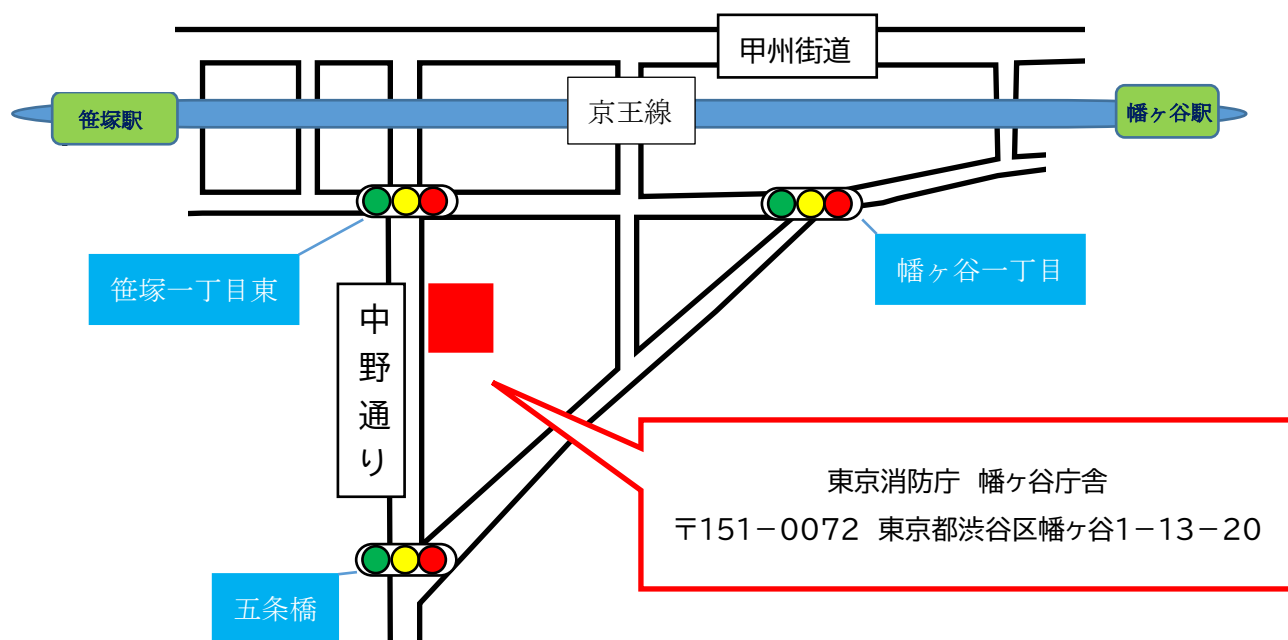 甲州街道
笹塚駅
京王線
幡ヶ谷駅
笹塚一丁目東
幡ヶ谷一丁目
中野通り
東京消防庁 幡ヶ谷庁舎
〒151-0072 東京都渋谷区幡ヶ谷1-13-20
五条橋